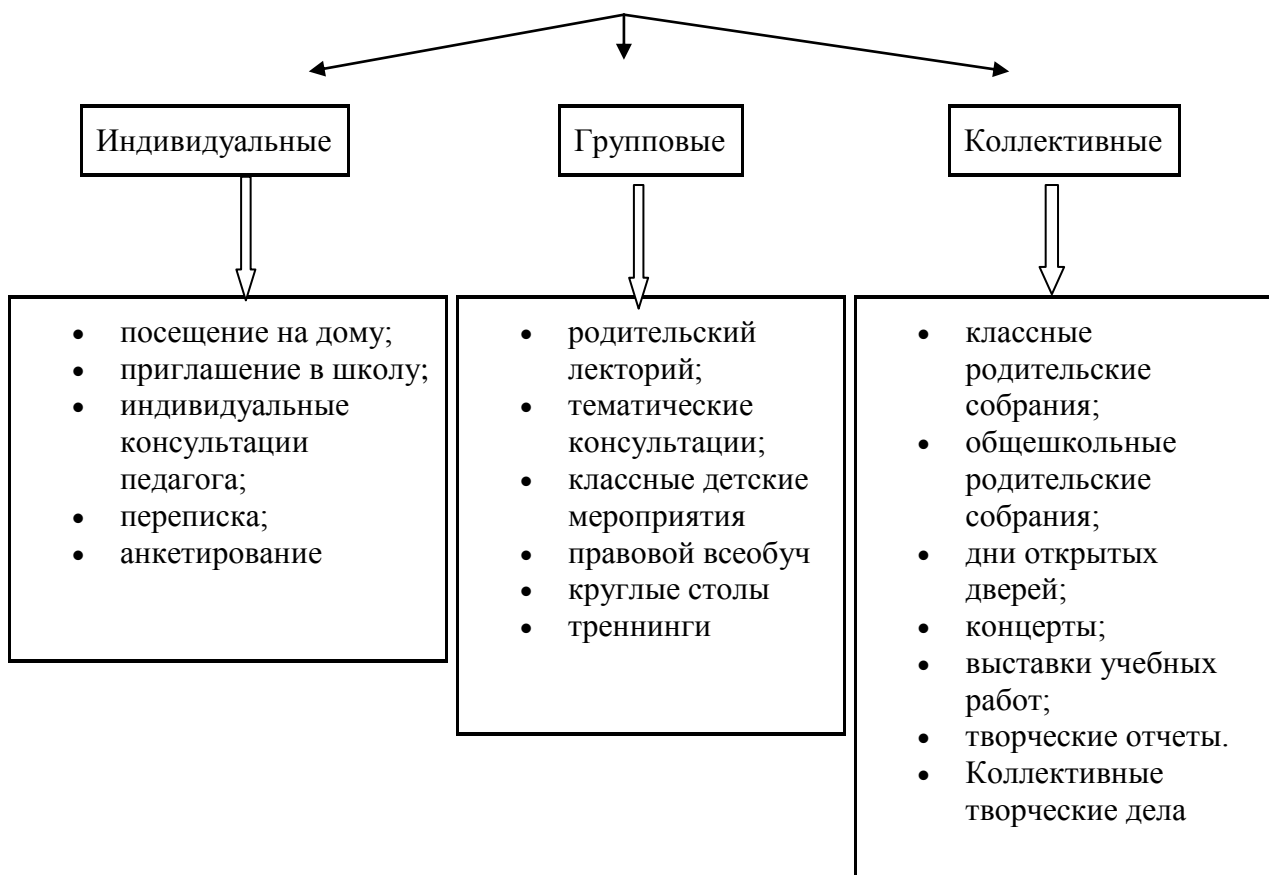 Индивидуальные
Групповые
Коллективные
• посещение на дому;
• приглашение в школу;
• индивидуальные
консультации
педагога;
• переписка;
• анкетирование
• родительский
лекторий;
• тематические
консультации;
• классные детские
мероприятия
• правовой всеобуч
• круглые столы
• треннинги
• классные
родительские
собрания;
• общешкольные
родительские
собрания;
• дни открытых
дверей;
• концерты;
• выставки учебных
работ;
• творческие отчеты.
• Коллективные
творческие дела